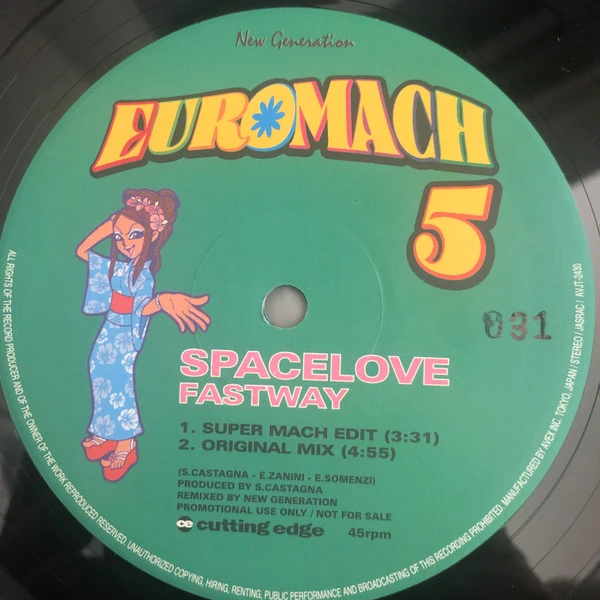 New Generation
EUROMACH
5
031
SPACELOVE
FASTWAY
1. SUPER MACH EDIT (3:31)
2. ORIGINAL MIX (4:55)
(S.CASTAGNA - E.ZANINI - E.SOMENZI)
PRODUCED BY S.CASTAGNA
REMIXED BY NEW GENERATION
PROMOTIONAL USE ONLY / NOT FOR SALE
ce cutting edge 45rpm
ALL RIGHTS OF THE RECORD PRODUCER AND OF THE OWNER OF THE WORK REPRODUCED RESERVED. UNAUTHORIZED COPYING, HIRING, RENTING, PUBLIC PERFORMANCE AND BROADCASTING OF THIS RECORDING PROHIBITED. MANUFACTURED BY AVEX INC. TOKYO, JAPAN / STEREO / JASRAC / AVJT-2430